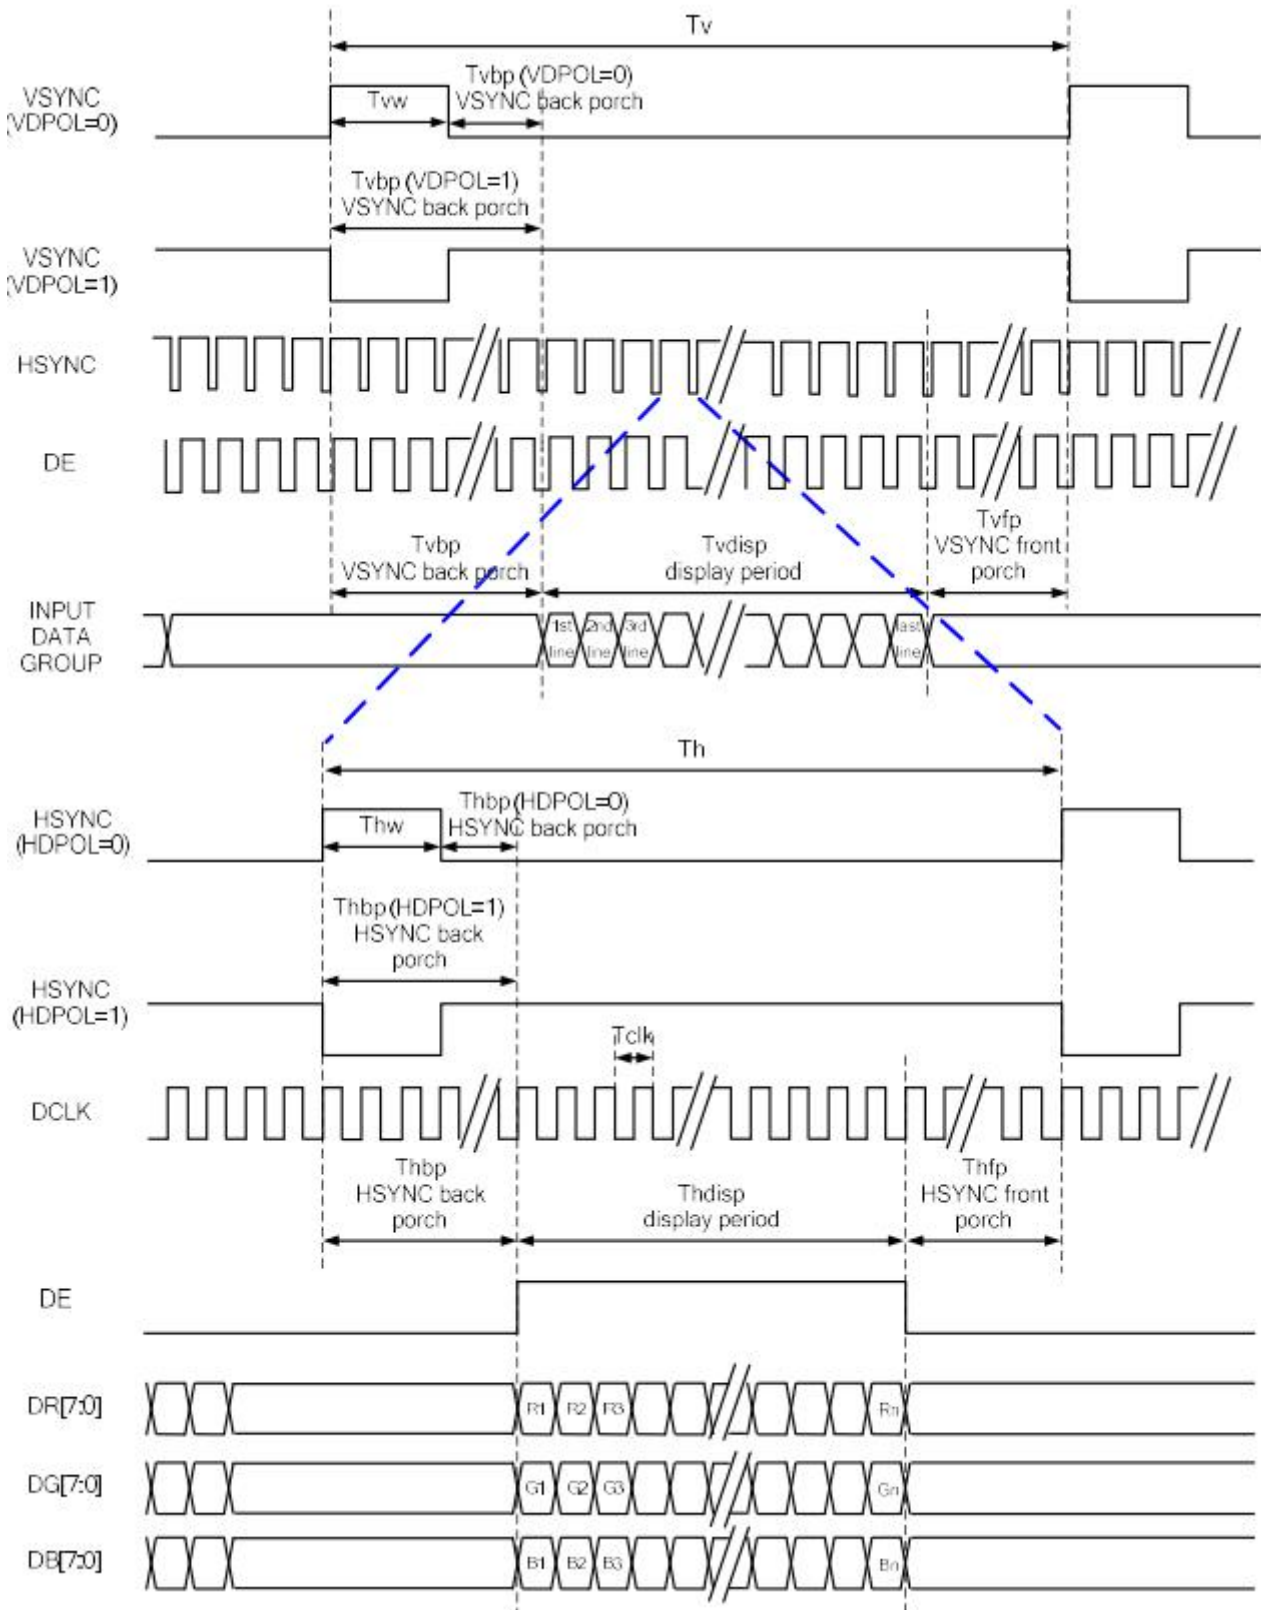 Tv
VSYNC
(VDPOL=0)
Tvw
Tvbp (VDPOL=0)
VSYNC back porch
Tvbp (VDPOL=1)
VSYNC back porch
VSYNC
(VDPOL=1)
HSYNC
DE
Tvbp
VSYNC back porch
Tvdisp
display period
Tvfp
VSYNC front
porch
INPUT
DATA
GROUP
1st
line
2nd
line
3rd
line
last
line
Th
HSYNC
(HDPOL=0)
Thw
Thbp (HDPOL=0)
HSYNC back porch
Thbp (HDPOL=1)
HSYNC back
porch
HSYNC
(HDPOL=1)
Tclk
DCLK
Thbp
HSYNC back
porch
Thdisp
display period
Thfp
HSYNC front
porch
DE
DR[7:0]
R1 R2 R3 Rn
DG[7:0]
G1 G2 G3 Gn
DB[7:0]
B1 B2 B3 Bn